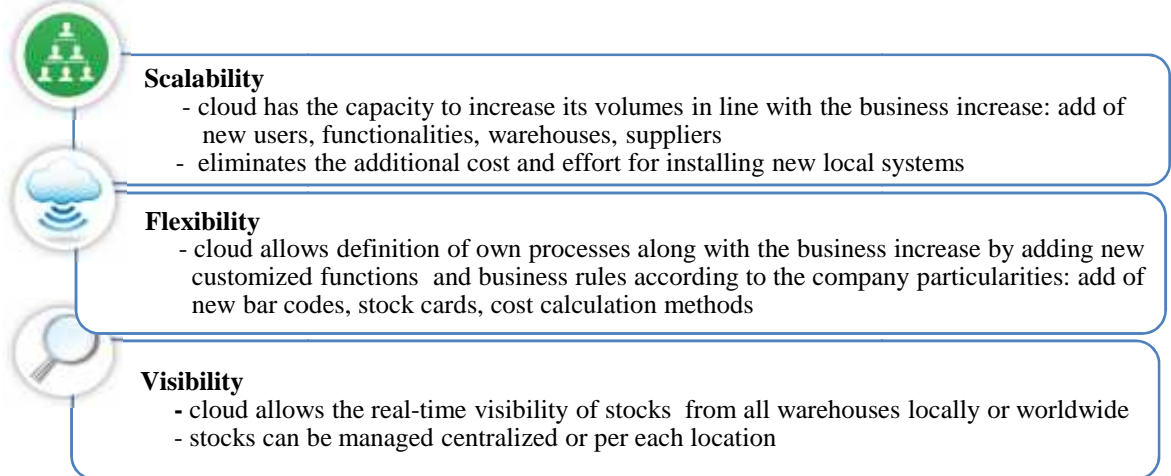 Scalability
- cloud has the capacity to increase its volumes in line with the business increase: add of
new users, functionalities, warehouses, suppliers
- eliminates the additional cost and effort for installing new local systems
Flexibility
- cloud allows definition of own processes along with the business increase by adding new
customized functions and business rules according to the company particularities: add of
new bar codes, stock cards, cost calculation methods
Visibility
- cloud allows the real-time visibility of stocks from all warehouses locally or worldwide
- stocks can be managed centralized or per each location